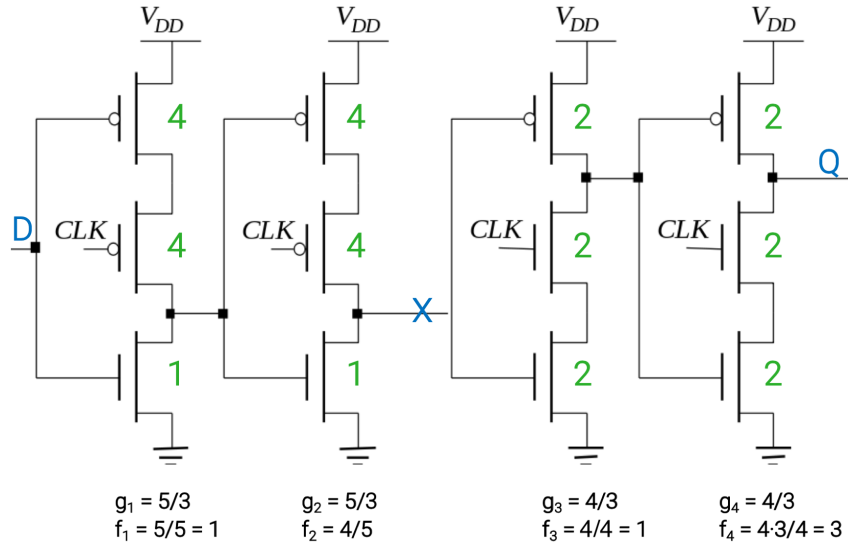 V_DD V_DD V_DD V_DD
4 4 2 2
D CLK 4 CLK 4 CLK 2 CLK 2 Q
X
1 1 2 2
g₁ = 5/3
f₁ = 5/5 = 1
g₂ = 5/3
f₂ = 4/5
g₃ = 4/3
f₃ = 4/4 = 1
g₄ = 4/3
f₄ = 4·3/4 = 3